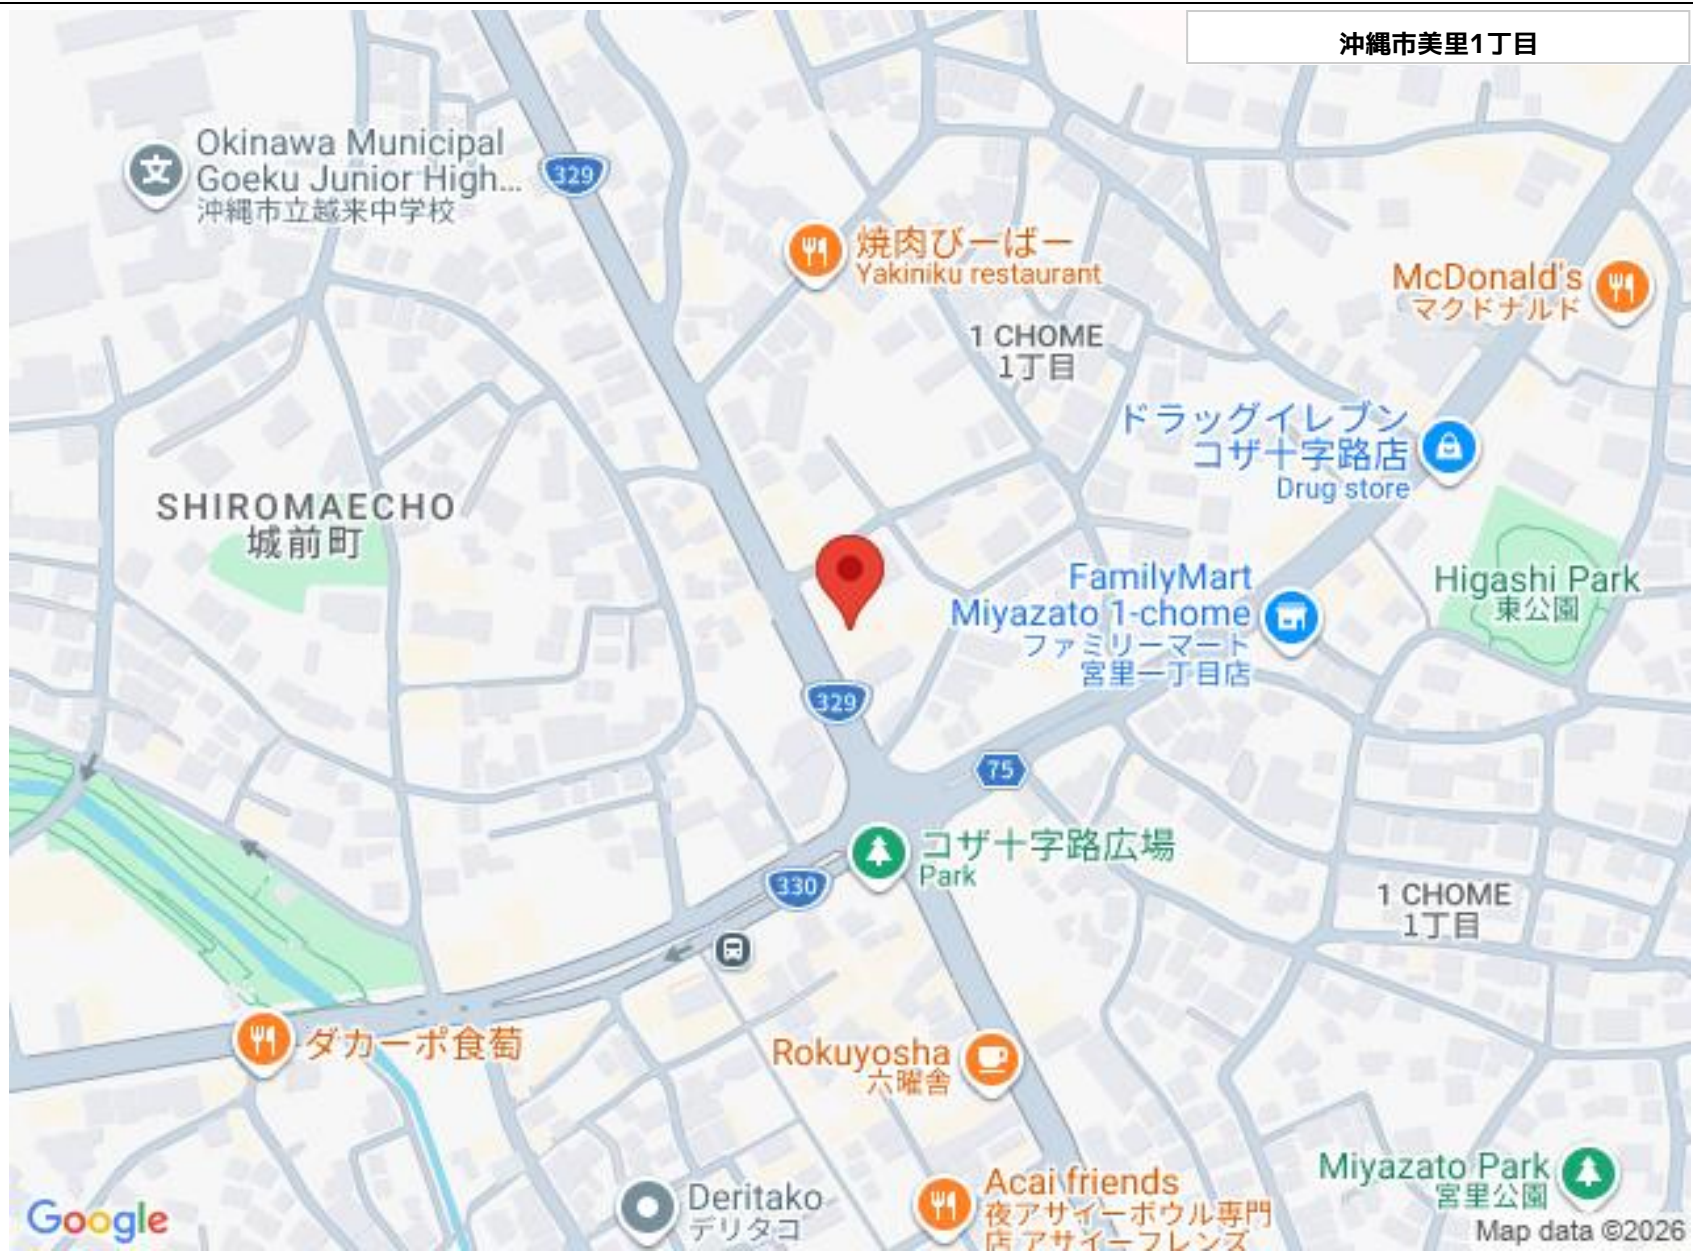 沖縄市美里1丁目
Okinawa Municipal
Goeku Junior High...
沖縄市立越来中学校
329
焼肉びーばー
Yakiniku restaurant
McDonald's
マクドナルド
1 CHOME
1丁目
ドラッグイレブン
コザ十字路店
Drug store
SHIROMAECHO
城前町
FamilyMart
Miyazato 1-chome
ファミリーマート
宮里一丁目店
Higashi Park
東公園
329
75
コザ十字路広場
Park
330
1 CHOME
1丁目
ダカーポ食萄
Rokuyosha
六曜舎
Miyazato Park
宮里公園
Acai friends
夜アサイーボウル専門
店 アサイーフレンズ
Deritako
デリタコ
Google
Map data ©2026